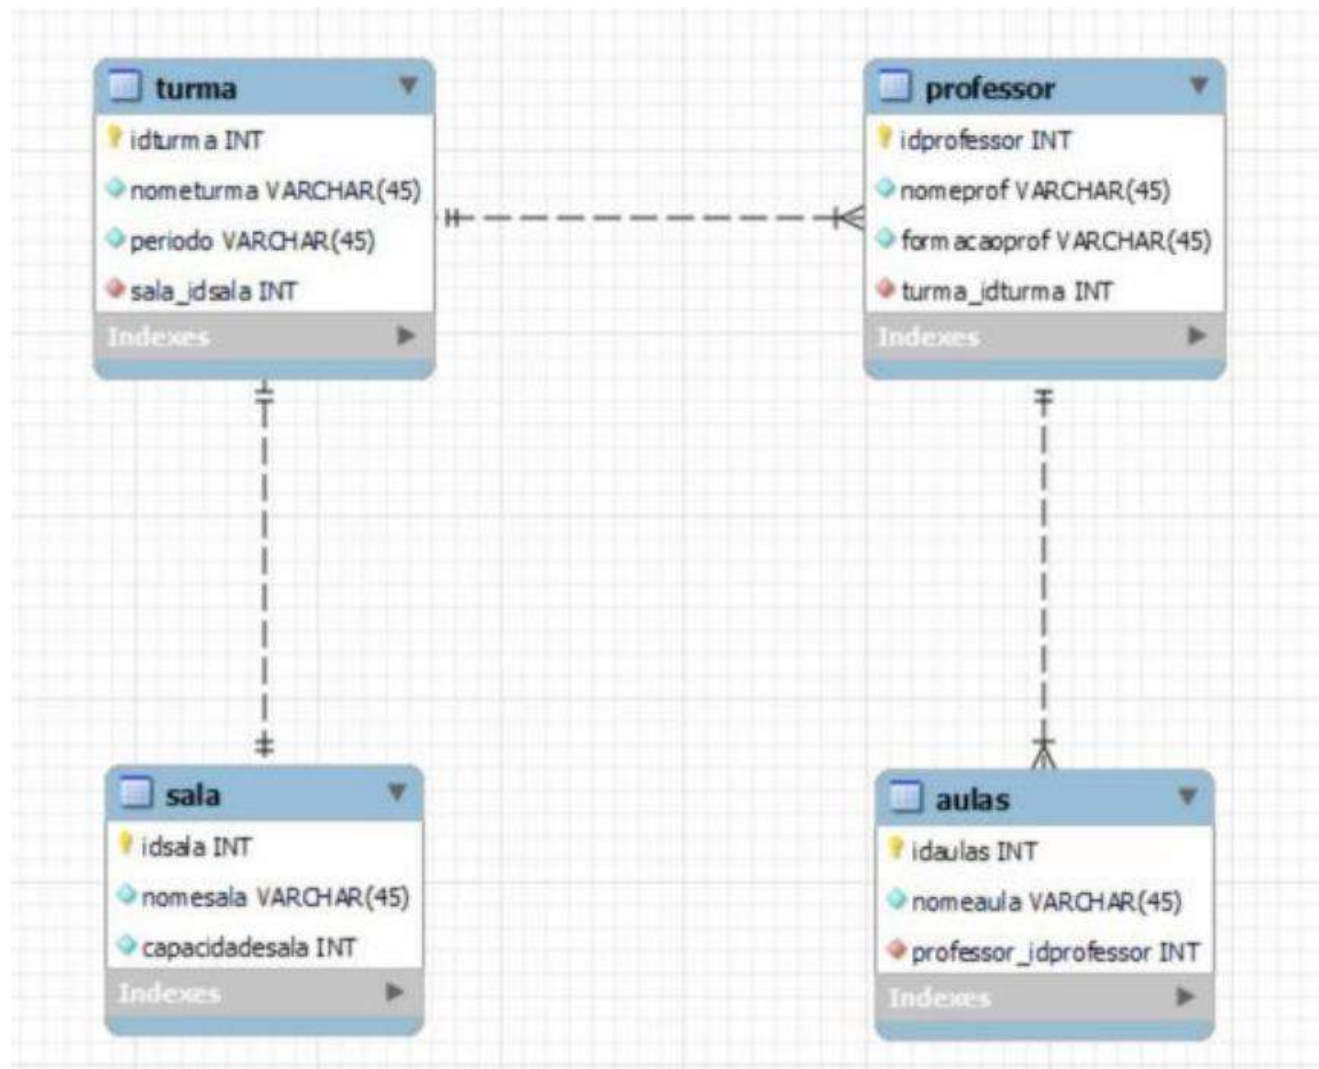 turma
idturma INT
nometurma VARCHAR(45)
periodo VARCHAR(45)
sala_idsala INT
Indexes
professor
idprofessor INT
nomeprof VARCHAR(45)
formacaoprof VARCHAR(45)
turma_idturma INT
Indexes
sala
idsala INT
nomesala VARCHAR(45)
capacidadesala INT
Indexes
aulas
idaulas INT
nomeaula VARCHAR(45)
professor_idprofessor INT
Indexes